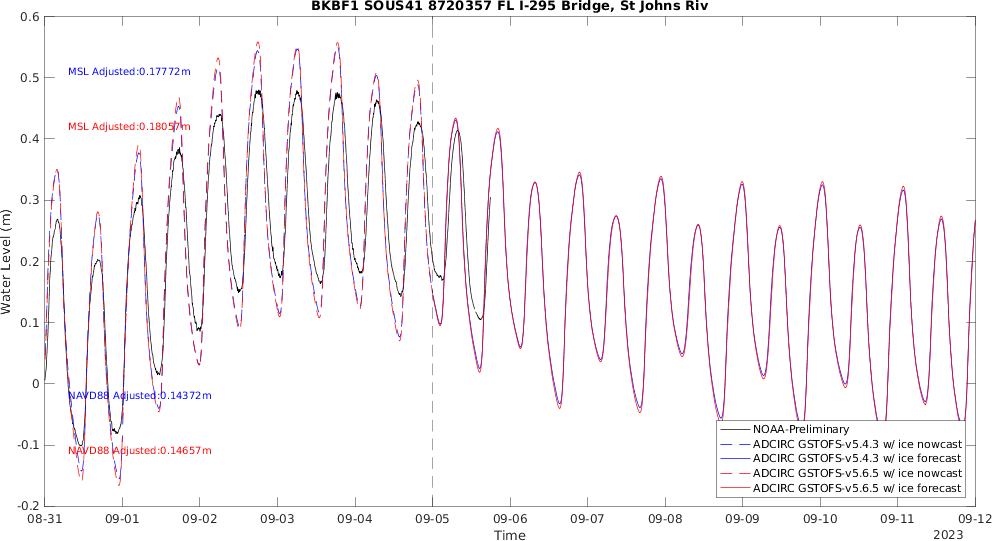 BKBF1 SOUS41 8720357 FL I-295 Bridge, St Johns Riv
Water Level (m)
0.6
0.5
0.4
0.3
0.2
0.1
0
-0.1
-0.2
MSL Adjusted:0.17772m
MSL Adjusted:0.18057m
NAVD88 Adjusted:0.14372m
NAVD88 Adjusted:0.14657m
NOAA-Preliminary
ADCIRC GSTOFS-v5.4.3 w/ ice nowcast
ADCIRC GSTOFS-v5.4.3 w/ ice forecast
ADCIRC GSTOFS-v5.6.5 w/ ice nowcast
ADCIRC GSTOFS-v5.6.5 w/ ice forecast
08-31 09-01 09-02 09-03 09-04 09-05 09-06 09-07 09-08 09-09 09-10 09-11 09-12
Time
2023